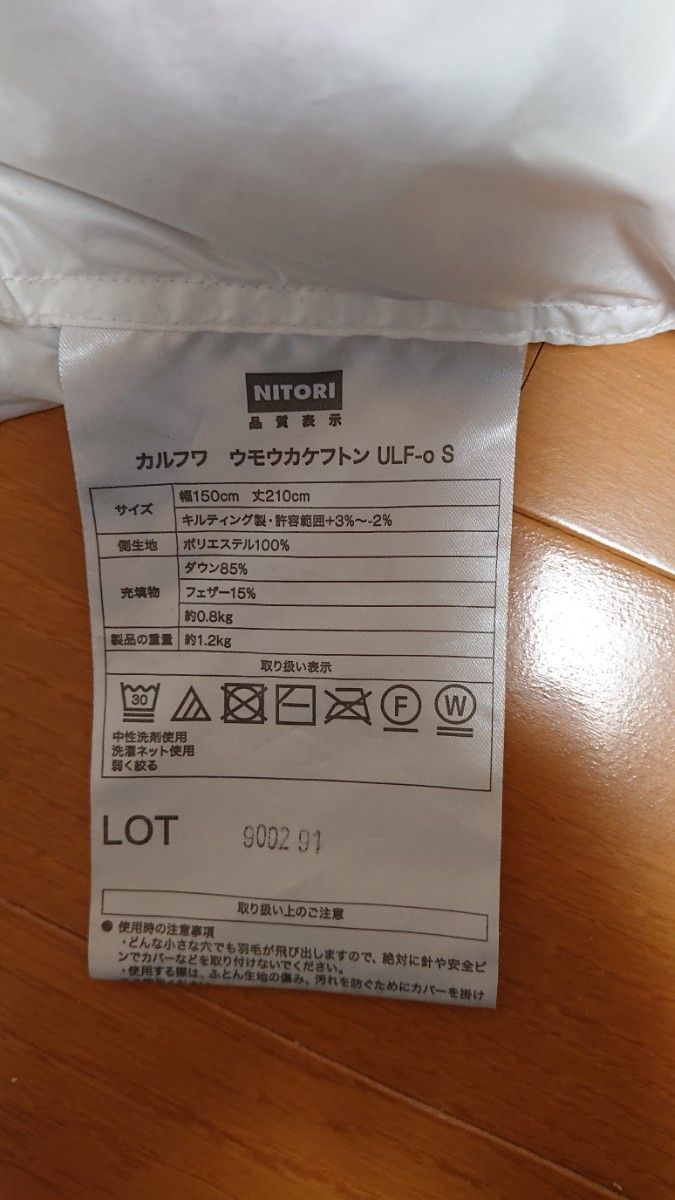 NITORI
品質表示
カルフワ ウモウカケフトン ULF-o S
サイズ 幅150cm 丈210cm
キルティング製・許容範囲+3%～-2%
側生地 ポリエステル100%
充填物 ダウン85%
フェザー15%
約0.8kg
製品の重量 約1.2kg
取り扱い表示
30 F W
中性洗剤使用
洗濯ネット使用
弱く絞る
LOT 9002 91
取り扱い上のご注意
● 使用時の注意事項
・どんな小さな穴でも羽毛が飛び出しますので、絶対に針や安全ピ
ンでカバーなどを取り付けないでください。
・使用する際は、ふとん生地の傷み、汚れを防ぐためにカバーを掛け